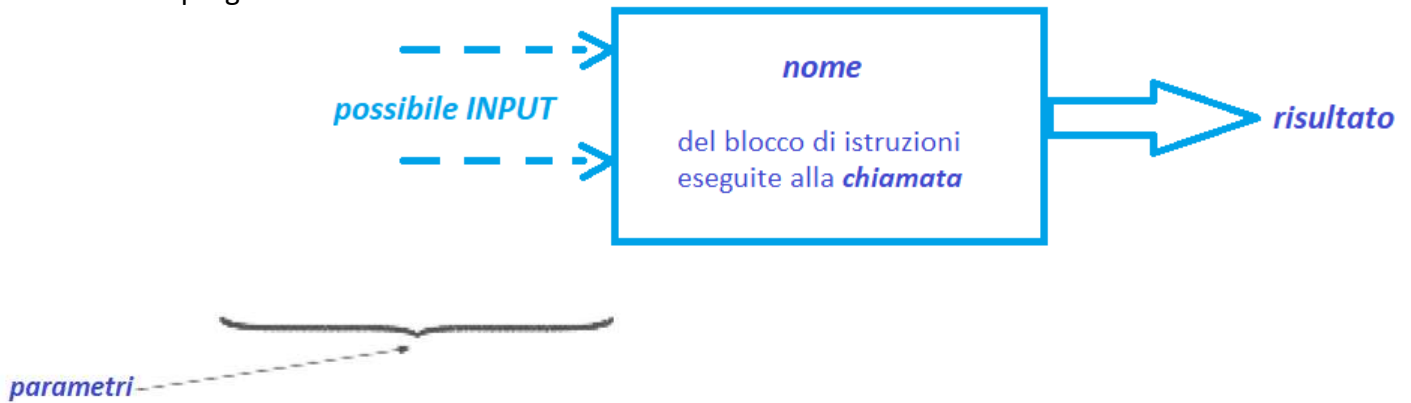 nome
possibile INPUT
risultato
del blocco di istruzioni
eseguite alla chiamata
parametri